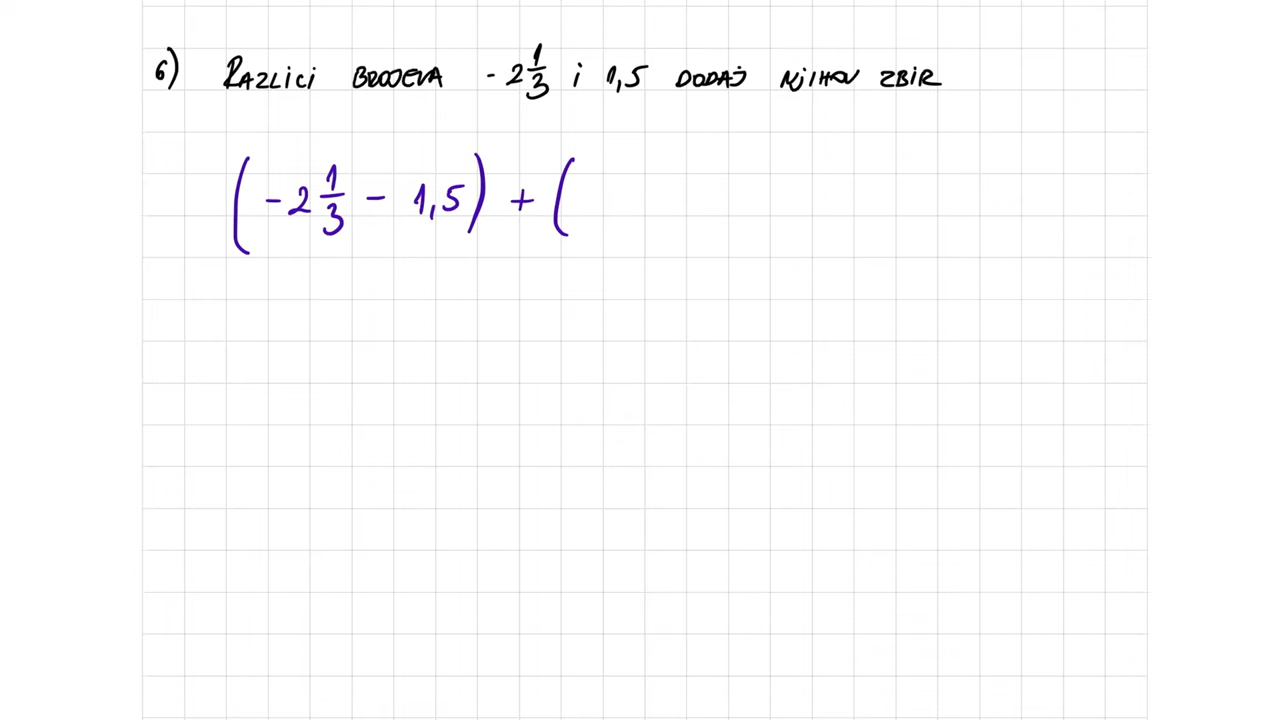 6) RAZLICI BROJEVA -2 1/3 i 1,5 DODAJ NJIHOV ZBIR
(-2 1/3 - 1,5) + (